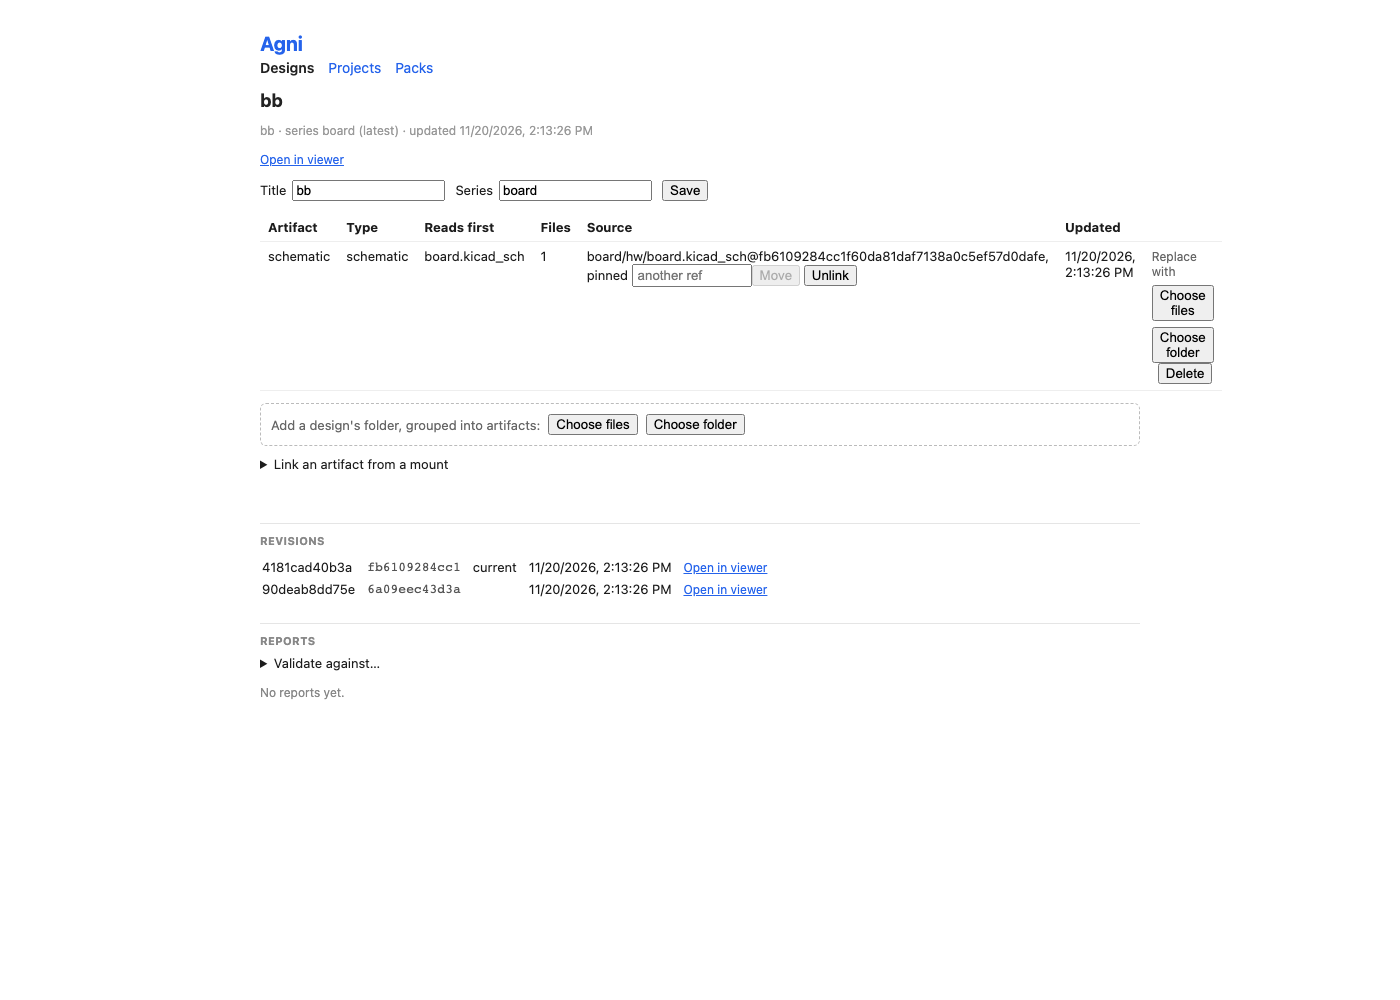 Agni
Designs Projects Packs
bb
bb · series board (latest) · updated 11/20/2026, 2:13:26 PM
Open in viewer
Title bb Series board Save
Artifact Type Reads first Files Source Updated
schematic schematic board.kicad_sch 1 board/hw/board.kicad_sch@fb6109284cc1f60da81daf7138a0c5ef57d0dafe, 11/20/2026, Replace
pinned another ref Move Unlink 2:13:26 PM with
Choose
files
Choose
folder
Delete
Add a design's folder, grouped into artifacts: Choose files Choose folder
Link an artifact from a mount
REVISIONS
4181cad40b3a fb6109284cc1 current 11/20/2026, 2:13:26 PM Open in viewer
90deab8dd75e 6a09eec43d3a 11/20/2026, 2:13:26 PM Open in viewer
REPORTS
Validate against…
No reports yet.